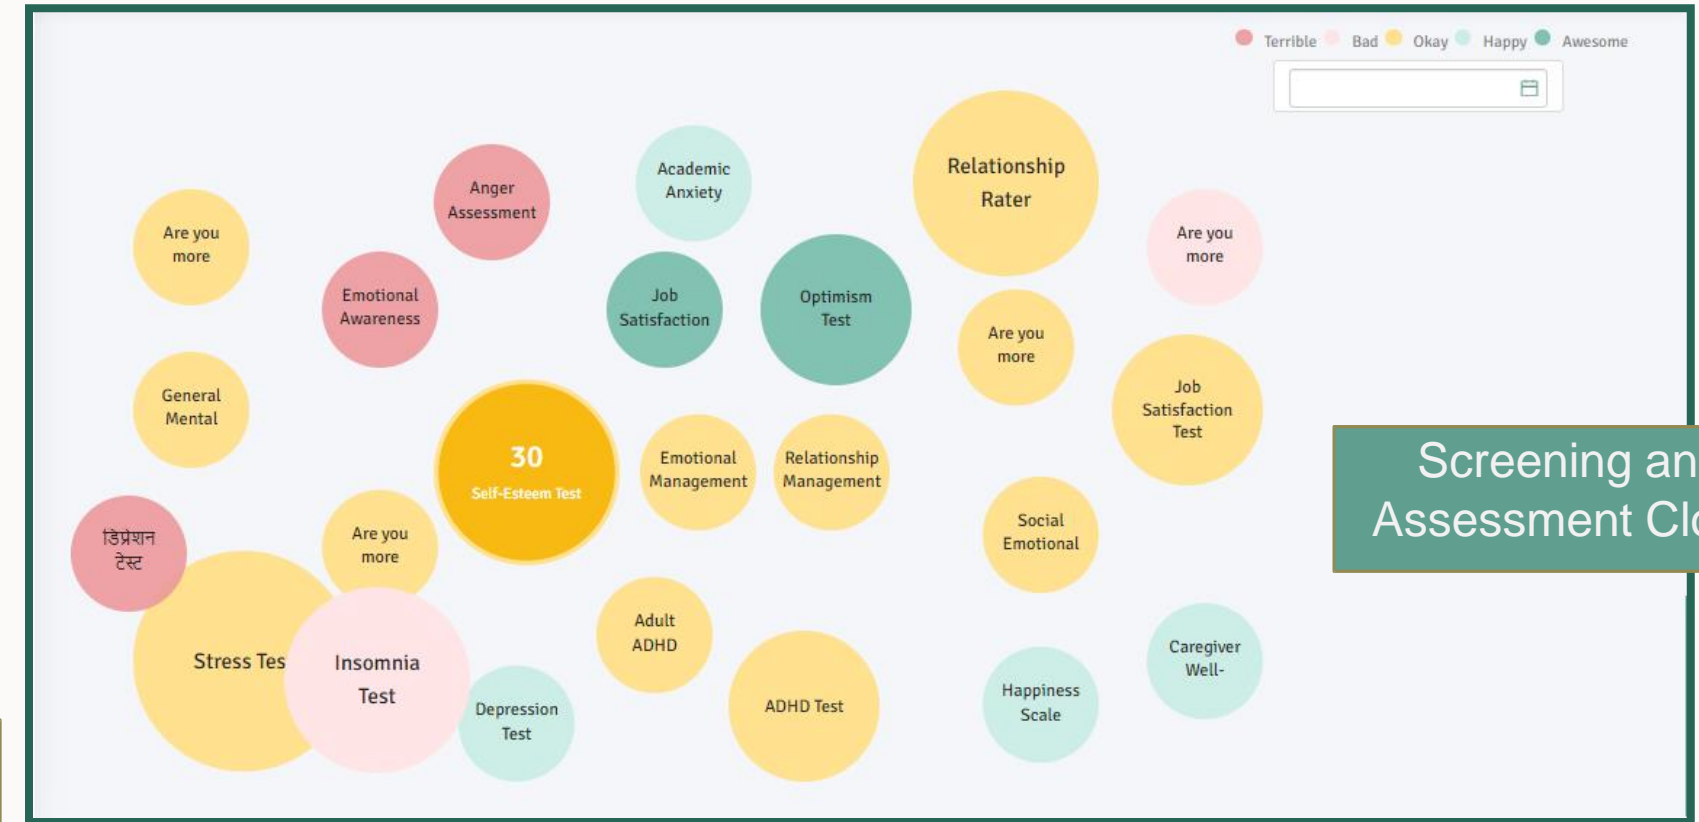 Terrible Bad Okay Happy Awesome
Relationship
Rater
Academic
Anxiety
Anger
Assessment
Are you
more
Are you
more
Emotional
Awareness
Job
Satisfaction
Optimism
Test
Are you
more
General
Mental
Job
Satisfaction
Test
30
Self-Esteem Test
Emotional
Management
Relationship
Management
Screening an
Assessment Clo
डिप्रेशन
टेस्ट
Are you
more
Social
Emotional
Stress Tes
Insomnia
Test
Adult
ADHD
Caregiver
Well-
Depression
Test
ADHD Test
Happiness
Scale